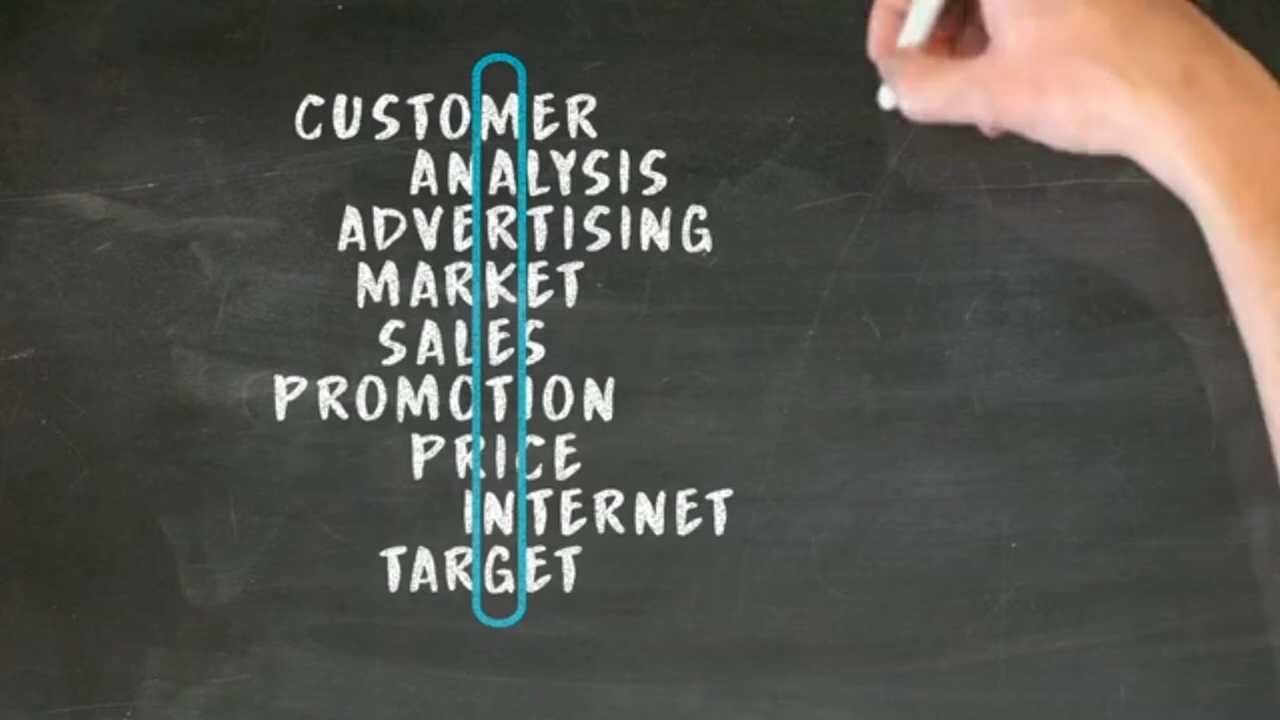 CUSTOMER
ANALYSIS
ADVERTISING
MARKET
SALES
PROMOTION
PRICE
INTERNET
TARGET